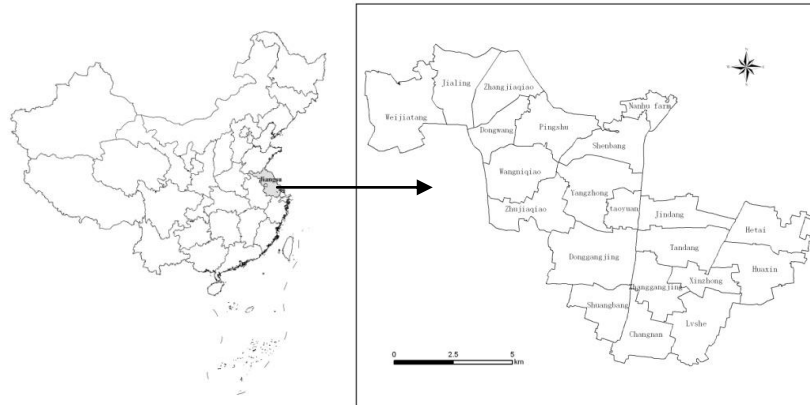 Jiangsu
Jialing
Zhangjiaqiao
Weijiatang
Nanhu farm
Dongwang
Pingshu
Shenbang
Wangniqiao
Yangzhong
taoruan
Zhujiaqiao
Jindang
Hetai
Donggangjing
Tandang
Huaxin
Xinzhong
Zhanggangjing
Shuangbang
Lvshe
Changnan
0 2.5 5
km